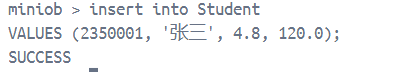 miniob > insert into Student
VALUES (2350001, '张三', 4.8, 120.0);
SUCCESS